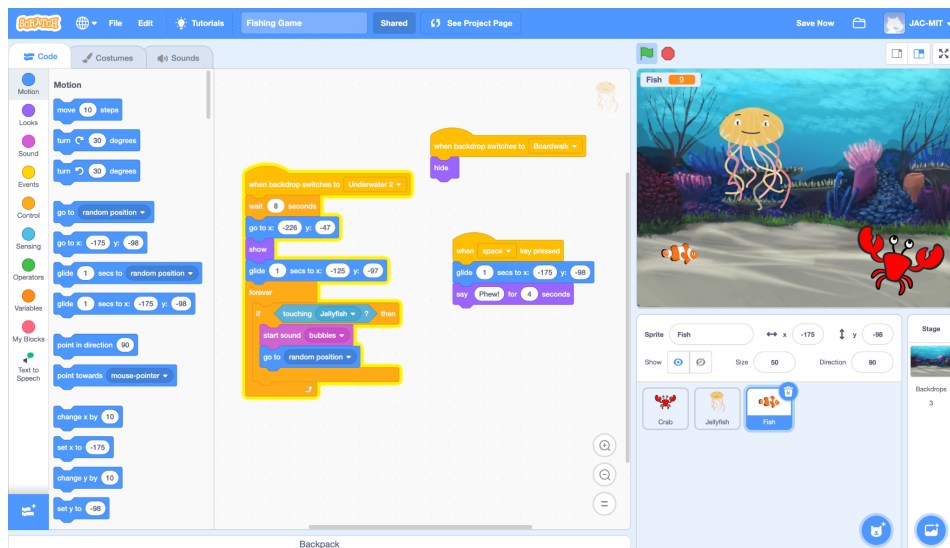 SCRATCH
File Edit Tutorials Fishing Game Shared See Project Page Save Now JAC-MIT
Code Costumes Sounds
Motion
Looks
Sound
Events
Control
Sensing
Operators
Variables
My Blocks
Text to
Speech
Motion
move 10 steps
turn 30 degrees
turn 30 degrees
go to random position
go to x: -175 y: -98
glide 1 secs to random position
glide 1 secs to x: -175 y: -98
point in direction 90
point towards mouse-pointer
change x by 10
set x to -175
change y by 10
set y to -98
when backdrop switches to Underwater 2
wait 8 seconds
go to x: -226 y: -47
show
glide 1 secs to x: -125 y: -97
forever
if touching Jellyfish ? then
start sound bubbles
go to random position
when backdrop switches to Boardwalk
hide
when space key pressed
glide 1 secs to x: -175 y: -98
say Phew! for 4 seconds
Backpack
Fish 9
Sprite Fish x -175 y -98
Show Size 50 Direction 90
Crab Jellyfish Fish
Stage
Backdrops
3